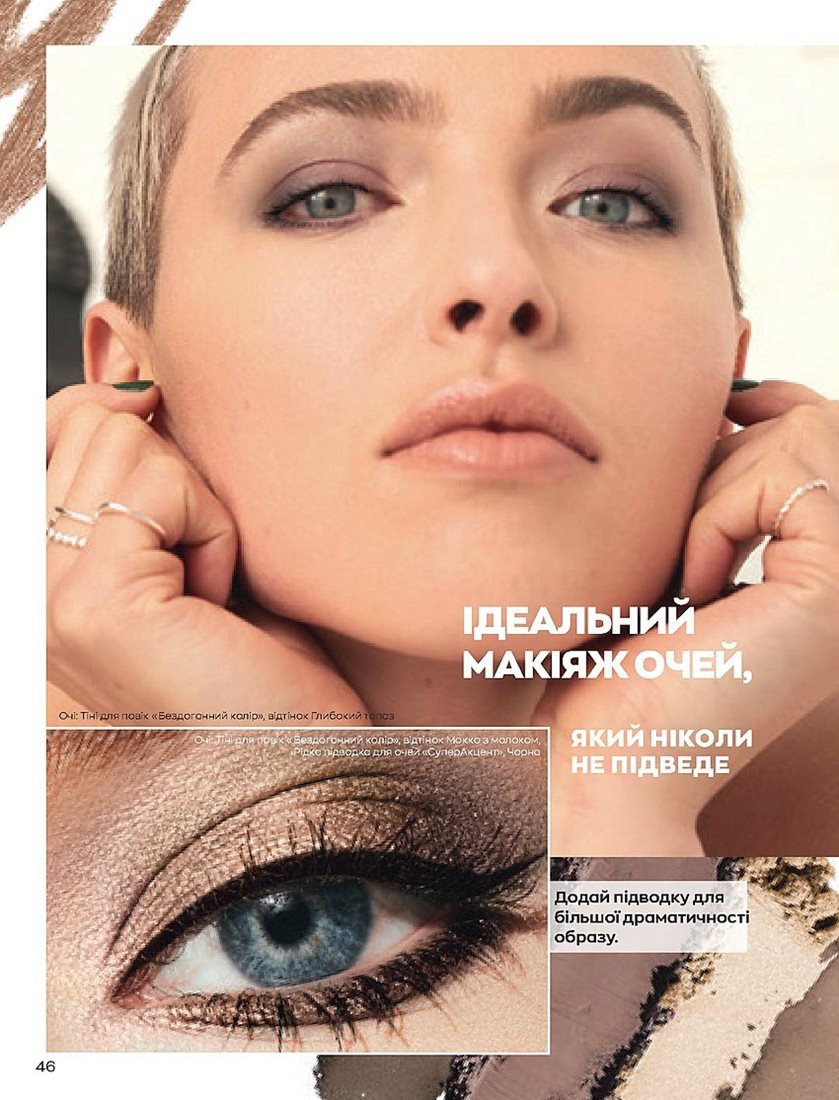 ІДЕАЛЬНИЙ
МАКІЯЖ ОЧЕЙ,
ЯКИЙ НІКОЛИ
НЕ ПІДВЕДЕ
Очі: Тіні для повік «Бездоганний колір», відтінок Глибокий топаз
Очі: Тіні для повік «Бездоганний колір», відтінок Мокко з молоком,
Рідка підводка для очей «СуперАкцент», Чорна
Додай підводку для
більшої драматичності
образу.
46